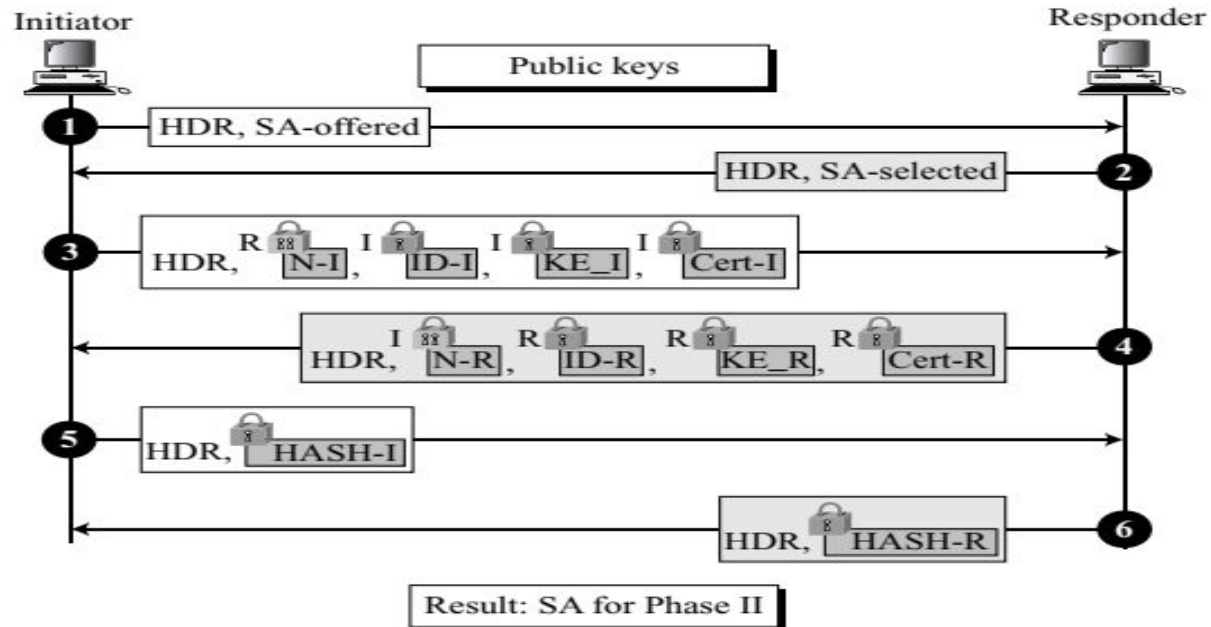 Initiator
Responder
Public keys
1
HDR, SA-offered
HDR, SA-selected
2
3
HDR, R N-I, I ID-I, I KE_I, I Cert-I
HDR, I N-R, R ID-R, R KE_R, R Cert-R
4
5
HDR, HASH-I
HDR, HASH-R
6
Result: SA for Phase II